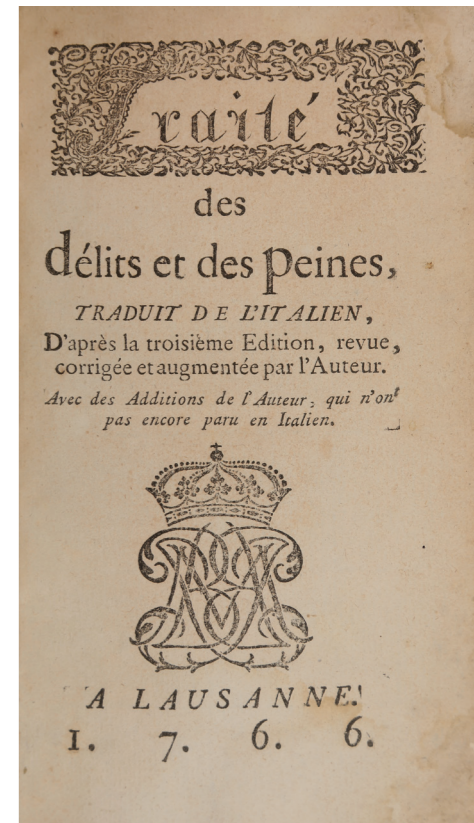 Traité
des
délits et des Peines,
TRADUIT DE L'ITALIEN,
D'après la troisième Edition, revue,
corrigée et augmentée par l'Auteur.
Avec des Additions de l'Auteur, qui n'ont
pas encore paru en Italien.
A LAUSANNE.
1. 7. 6. 6.